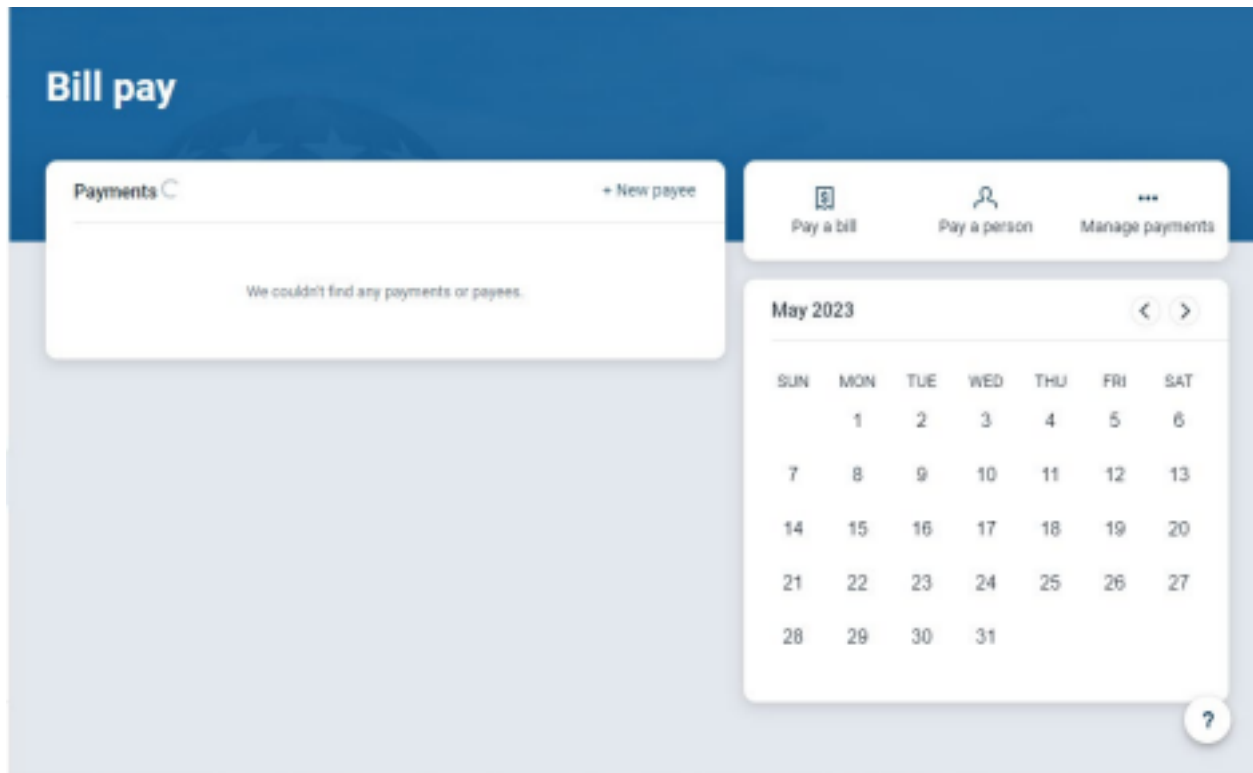 Bill pay
Payments
+ New payee
We couldn't find any payments or payees.
Pay a bill
Pay a person
Manage payments
May 2023
SUN MON TUE WED THU FRI SAT
1 2 3 4 5 6
7 8 9 10 11 12 13
14 15 16 17 18 19 20
21 22 23 24 25 26 27
28 29 30 31
?